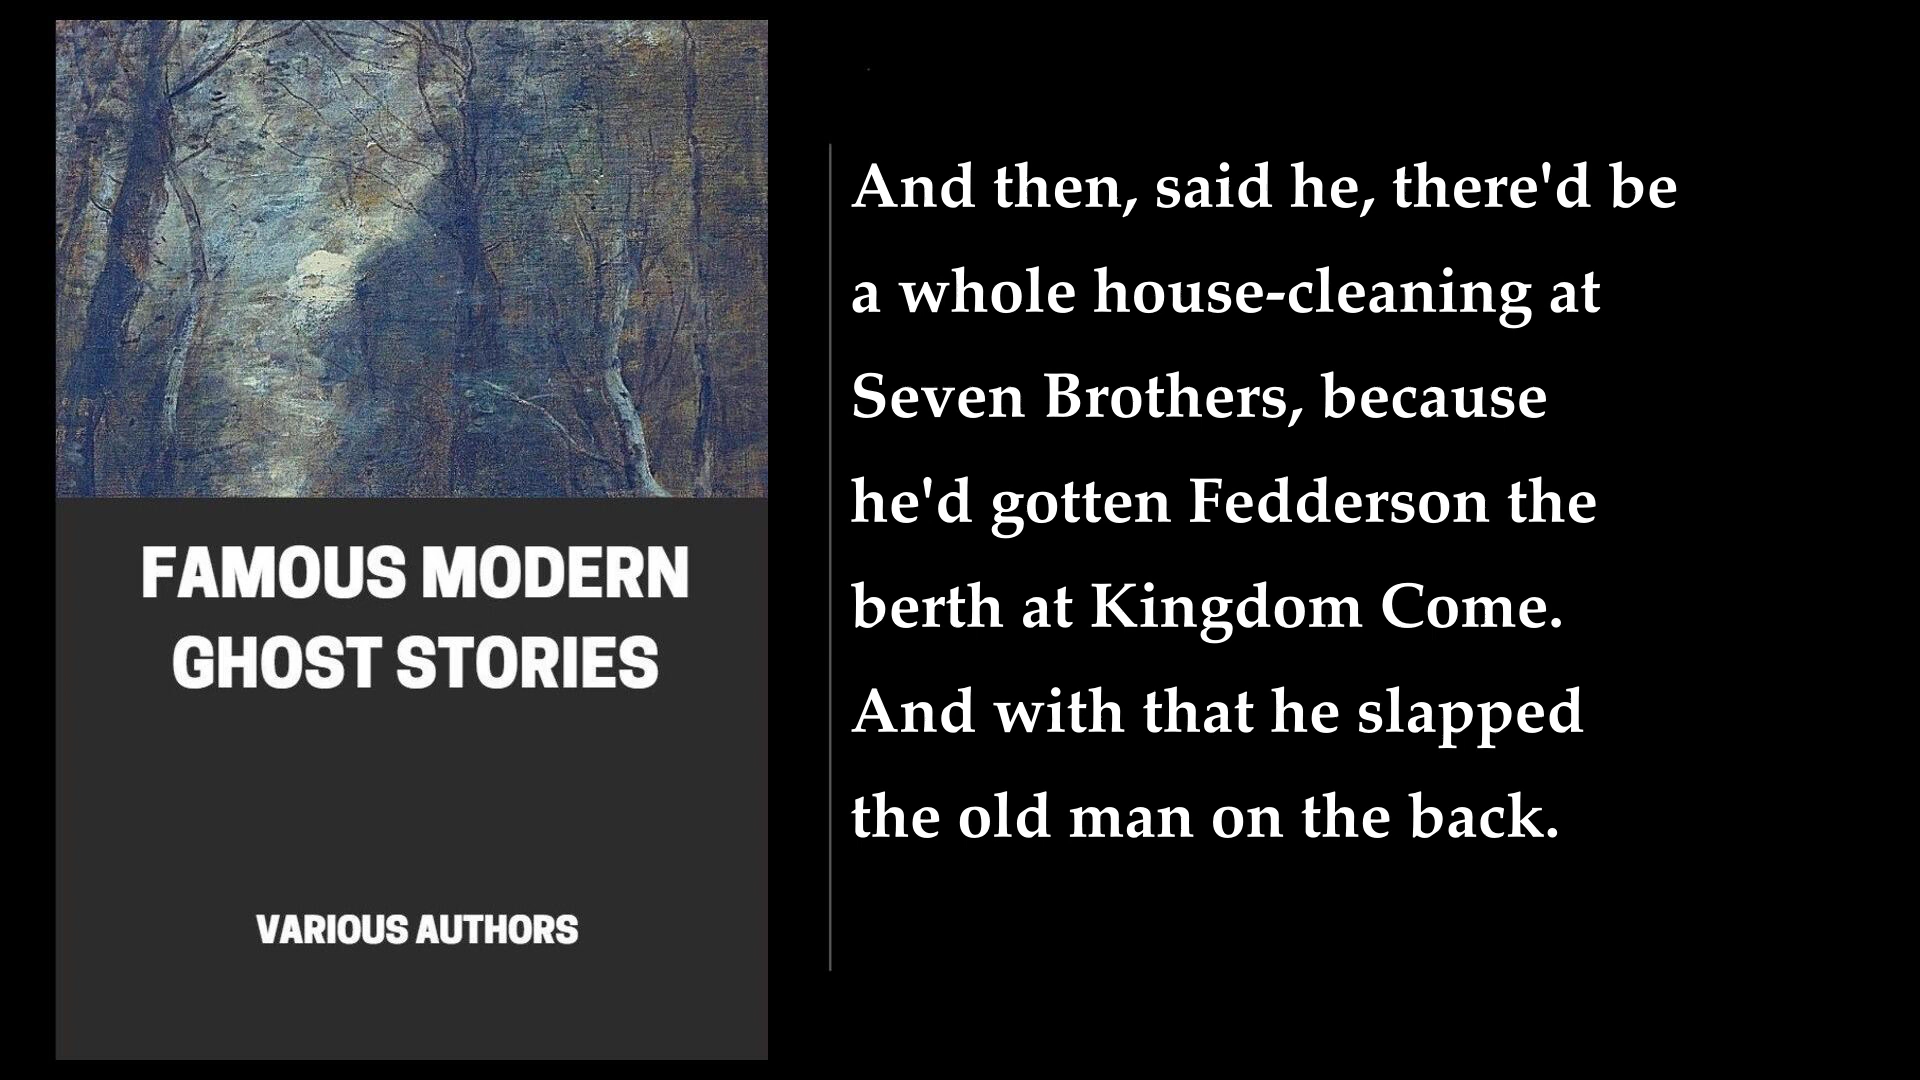 FAMOUS MODERN
GHOST STORIES
VARIOUS AUTHORS
And then, said he, there'd be
a whole house-cleaning at
Seven Brothers, because
he'd gotten Fedderson the
berth at Kingdom Come.
And with that he slapped
the old man on the back.